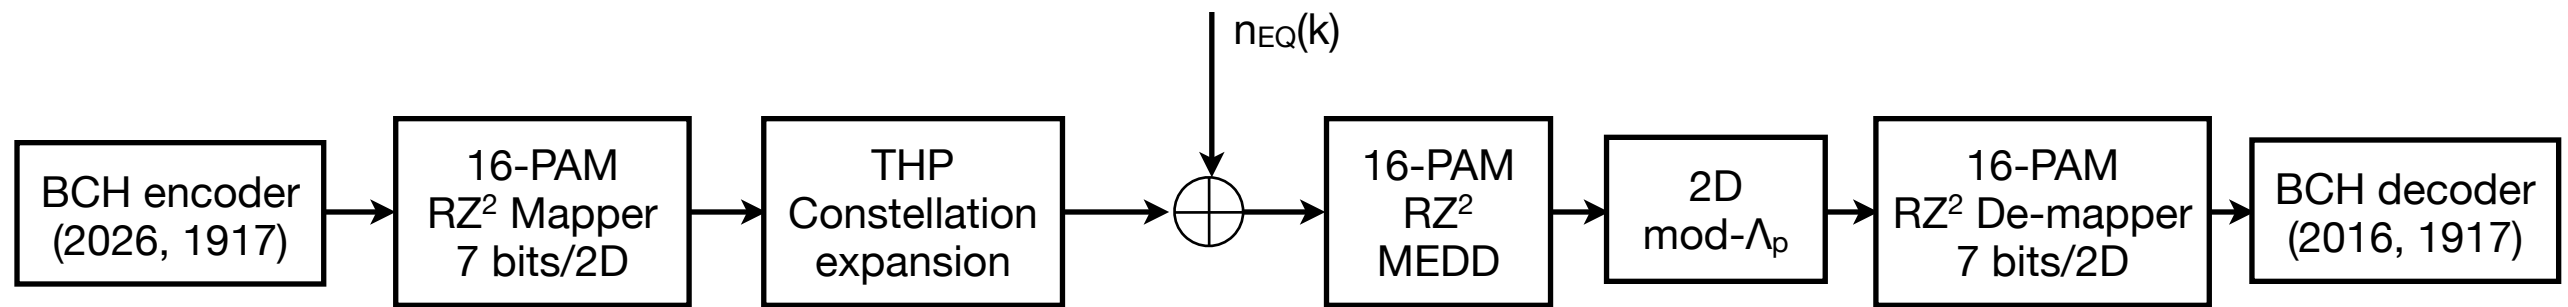 n_EQ(k)
BCH encoder
(2026, 1917)
16-PAM
RZ² Mapper
7 bits/2D
THP
Constellation
expansion
16-PAM
RZ²
MEDD
2D
mod-Λₚ
16-PAM
RZ² De-mapper
7 bits/2D
BCH decoder
(2016, 1917)